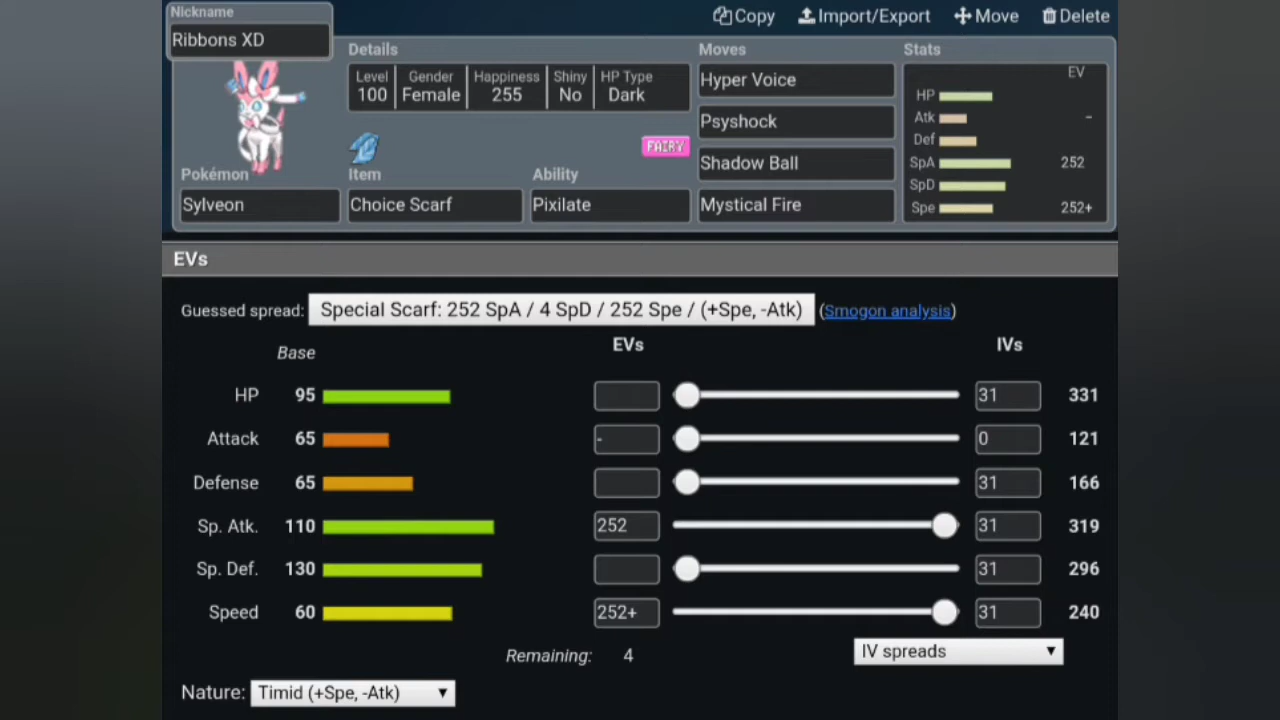 Nickname
Ribbons XD
Copy Import/Export Move Delete
Details
Level Gender Happiness Shiny HP Type
100 Female 255 No Dark
FAIRY
Pokémon Item Ability
Sylveon Choice Scarf Pixilate
Moves
Hyper Voice
Psyshock
Shadow Ball
Mystical Fire
Stats
EV
HP
Atk -
Def
SpA 252
SpD
Spe 252+
EVs
Guessed spread: Special Scarf: 252 SpA / 4 SpD / 252 Spe / (+Spe, -Atk) (Smogon analysis)
Base EVs IVs
HP 95 31 331
Attack 65 - 0 121
Defense 65 31 166
Sp. Atk. 110 252 31 319
Sp. Def. 130 31 296
Speed 60 252+ 31 240
Remaining: 4 IV spreads
Nature: Timid (+Spe, -Atk)